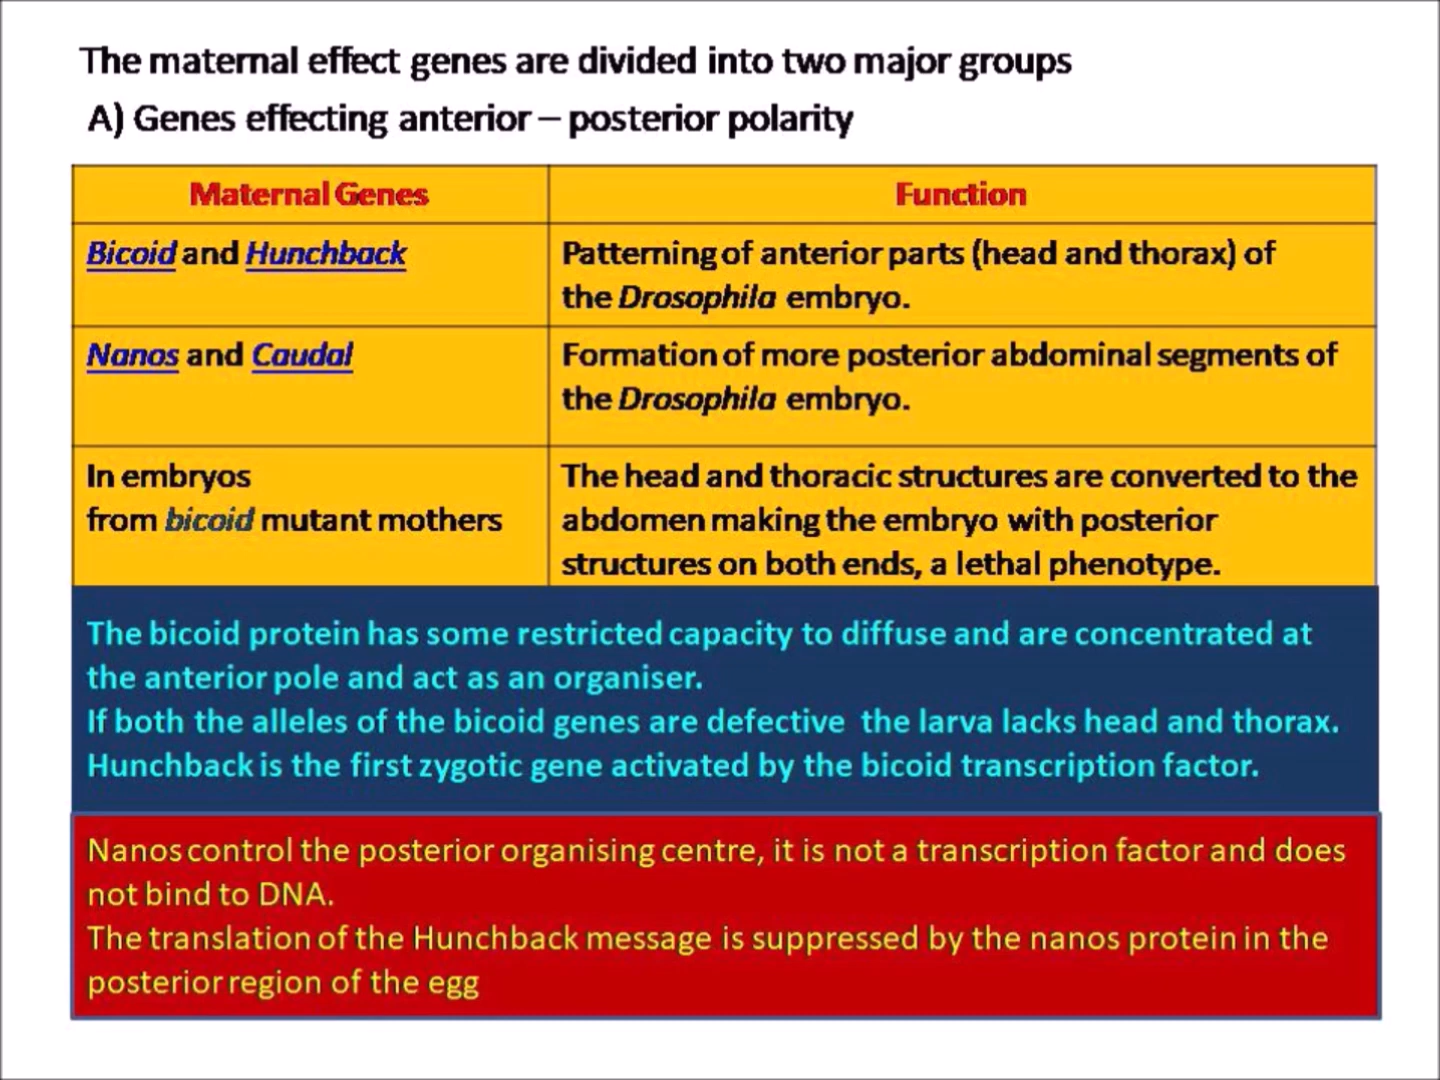 The maternal effect genes are divided into two major groups
A) Genes effecting anterior – posterior polarity
Maternal Genes
Function
Bicoid and Hunchback
Patterning of anterior parts (head and thorax) of
the Drosophila embryo.
Nanos and Caudal
Formation of more posterior abdominal segments of
the Drosophila embryo.
In embryos
from bicoid mutant mothers
The head and thoracic structures are converted to the
abdomen making the embryo with posterior
structures on both ends, a lethal phenotype.
The bicoid protein has some restricted capacity to diffuse and are concentrated at
the anterior pole and act as an organiser.
If both the alleles of the bicoid genes are defective the larva lacks head and thorax.
Hunchback is the first zygotic gene activated by the bicoid transcription factor.
Nanos control the posterior organising centre, it is not a transcription factor and does
not bind to DNA.
The translation of the Hunchback message is suppressed by the nanos protein in the
posterior region of the egg